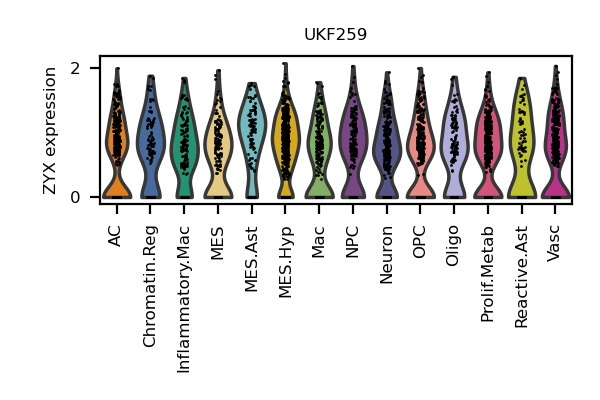 UKF259
ZYX expression
2
0
AC
Chromatin.Reg
Inflammatory.Mac
MES
MES.Ast
MES.Hyp
Mac
NPC
Neuron
OPC
Oligo
Prolif.Metab
Reactive.Ast
Vasc